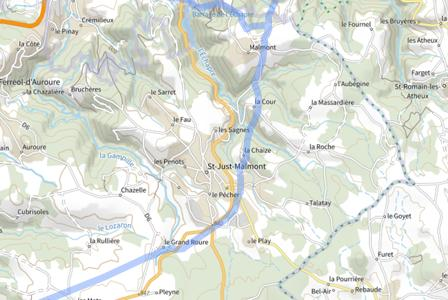 Crémilieux
le Pinay
la Côte
Malmont
le Fournel
les Bruyères
Farget
Ferréol-d'Auroure
la Chazalière
Bruchères
l'Aubépine
St-Romain-les
Atheux
le Sarret
la Cour
la Massardière
D6
le Fau
les Sagnes
Auroure
la Gampille
la Chaize
la Roche
les Penots
St-Just-Malmont
Chazelle
le Pêcher
Talatay
Cubrisoles
D6
le Lozaron
le Goyet
la Rullière
le Grand Roure
le Play
Furet
la Pourrière
Pleyne
Bel-Air
Rebaude